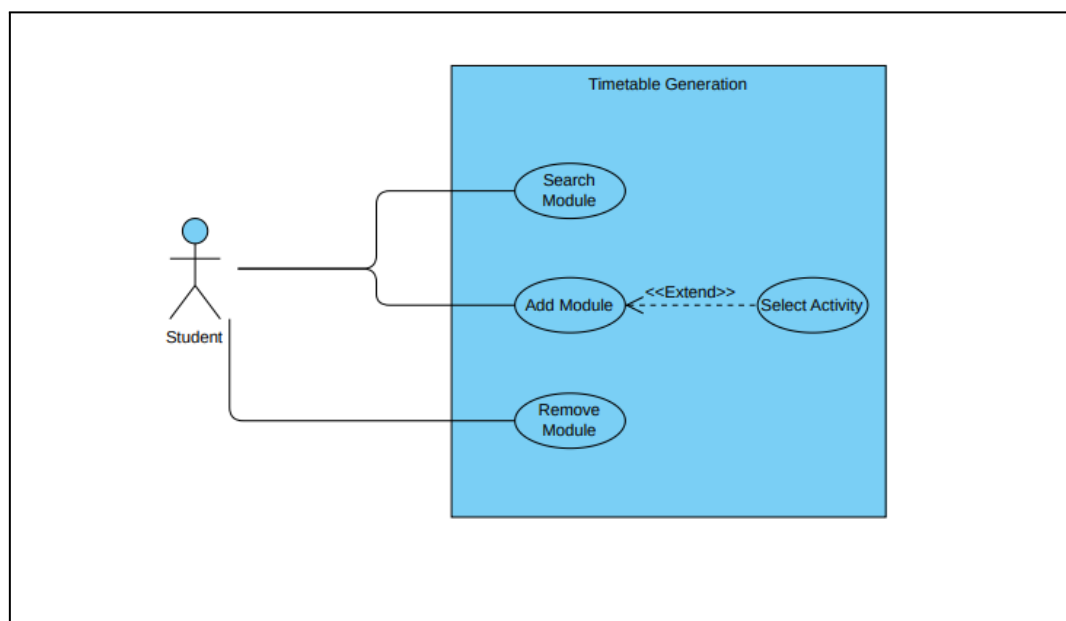 Timetable Generation
Search
Module
Student
Add Module
<<Extend>>
Select Activity
Remove
Module